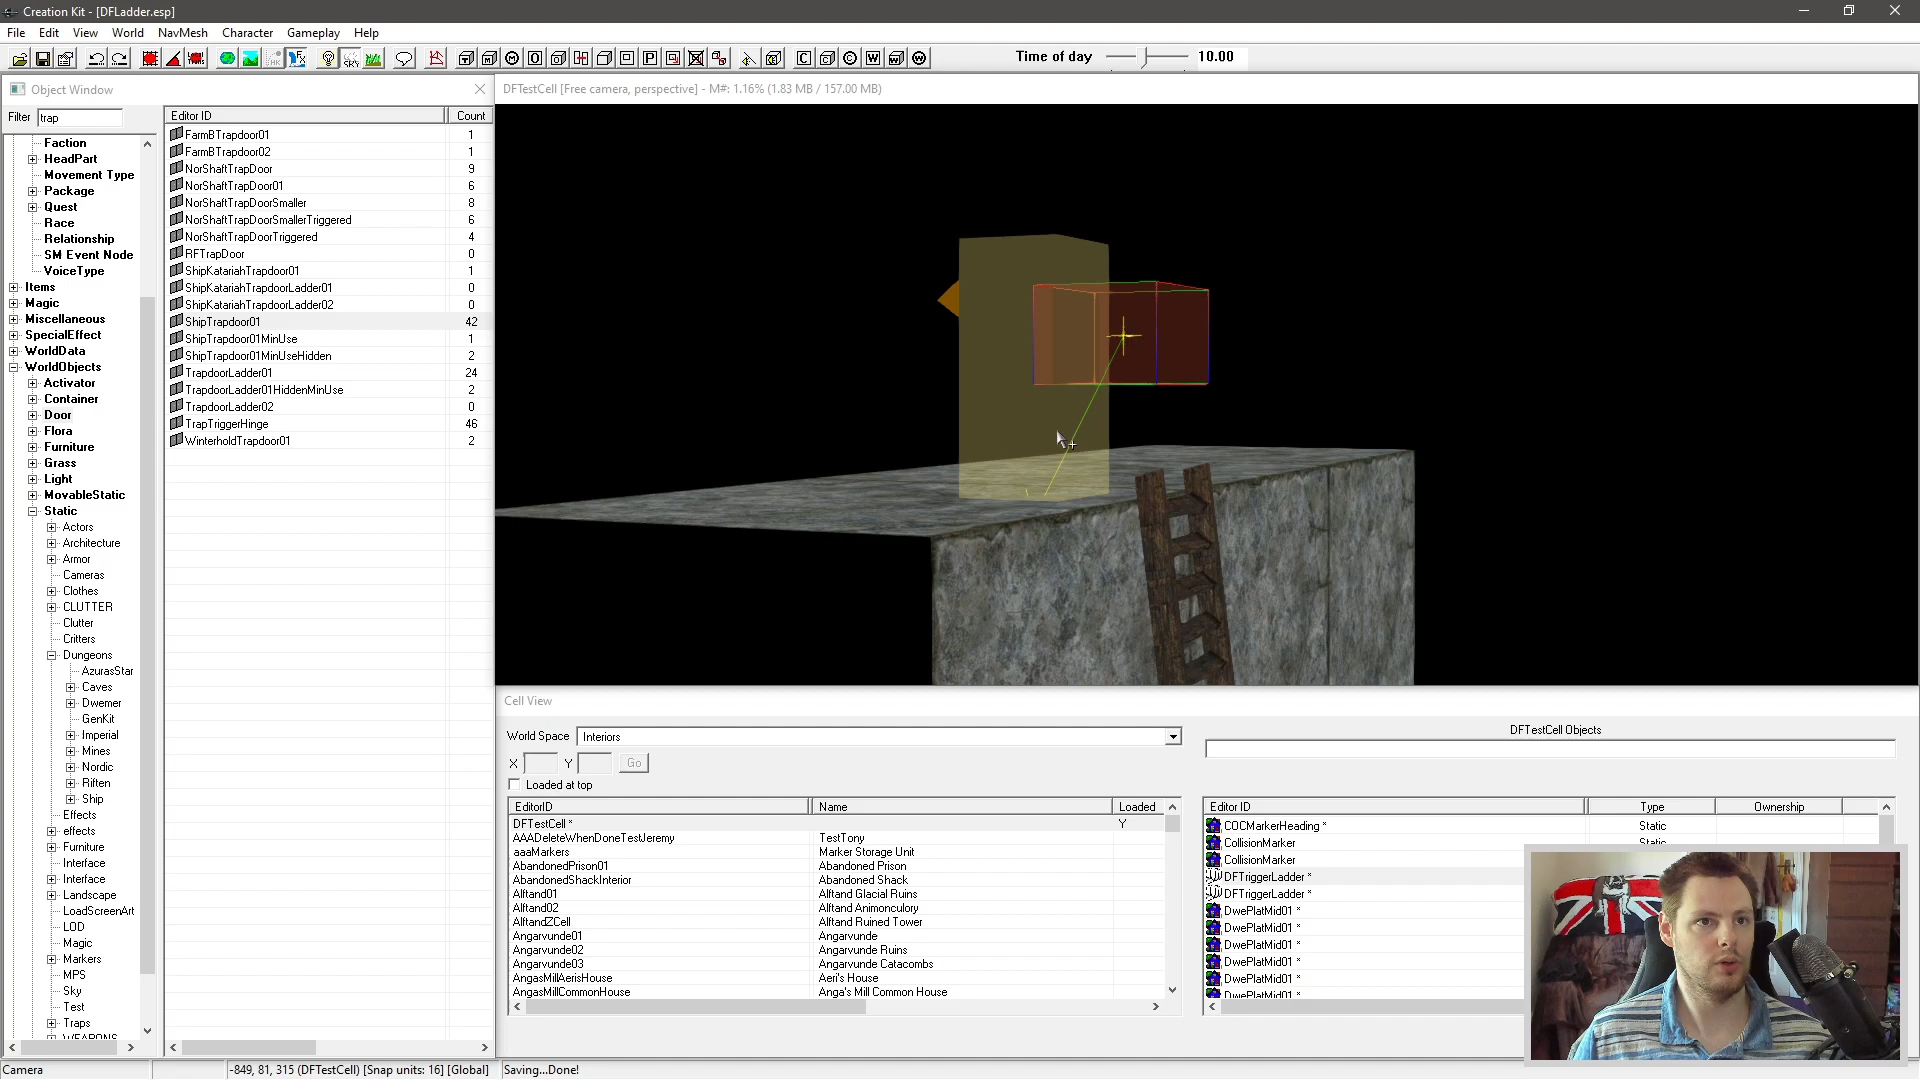 Creation Kit - [DFLadder.esp]
File Edit View World NavMesh Character Gameplay Help
Time of day 10.00
Object Window
Filter trap
Faction
HeadPart
Movement Type
Package
Quest
Race
Relationship
SM Event Node
VoiceType
Items
Magic
Miscellaneous
SpecialEffect
WorldData
WorldObjects
Activator
Container
Door
Flora
Furniture
Grass
Light
MovableStatic
Static
Actors
Architecture
Armor
Cameras
Clothes
CLUTTER
Clutter
Critters
Dungeons
AzurasStar
Caves
Dwemer
GenKit
Imperial
Mines
Nordic
Riften
Ship
Effects
effects
Furniture
Interface
Interface
Landscape
LoadScreenArt
LOD
Magic
Markers
MPS
Sky
Test
Traps
WEAPONS
Editor ID Count
FarmBTrapdoor01 1
FarmBTrapdoor02 1
NorShaftTrapDoor 9
NorShaftTrapDoor01 6
NorShaftTrapDoorSmaller 8
NorShaftTrapDoorSmallerTriggered 6
NorShaftTrapDoorTriggered 4
RFTrapDoor 0
ShipKatariahTrapdoor01 1
ShipKatariahTrapdoorLadder01 0
ShipKatariahTrapdoorLadder02 0
ShipTrapdoor01 42
ShipTrapdoor01MinUse 1
ShipTrapdoor01MinUseHidden 2
TrapdoorLadder01 24
TrapdoorLadder01HiddenMinUse 2
TrapdoorLadder02 0
TrapTriggerHinge 46
WinterholdTrapdoor01 2
DFTestCell [Free camera, perspective] - M#: 1.16% (1.83 MB / 157.00 MB)
Cell View
World Space Interiors
X Y Go
Loaded at top
EditorID Name Loaded
DFTestCell * Y
AAADeleteWhenDoneTestJeremy TestTony
aaaMarkers Marker Storage Unit
AbandonedPrison01 Abandoned Prison
AbandonedShackInterior Abandoned Shack
Alftand01 Alftand Glacial Ruins
Alftand02 Alftand Animonculory
AlftandZCell Alftand Ruined Tower
Angarvunde01 Angarvunde
Angarvunde02 Angarvunde Ruins
Angarvunde03 Angarvunde Catacombs
AngasMillAerisHouse Aeri's House
AngasMillCommonHouse Anga's Mill Common House
DFTestCell Objects
Editor ID Type Ownership
COCMarkerHeading * Static
CollisionMarker Static
CollisionMarker
DFTriggerLadder *
DFTriggerLadder *
DwePlatMid01 *
DwePlatMid01 *
DwePlatMid01 *
DwePlatMid01 *
DwePlatMid01 *
DwePlatMid01 *
Camera -849, 81, 315 (DFTestCell) [Snap units: 16] [Global] Saving...Done!